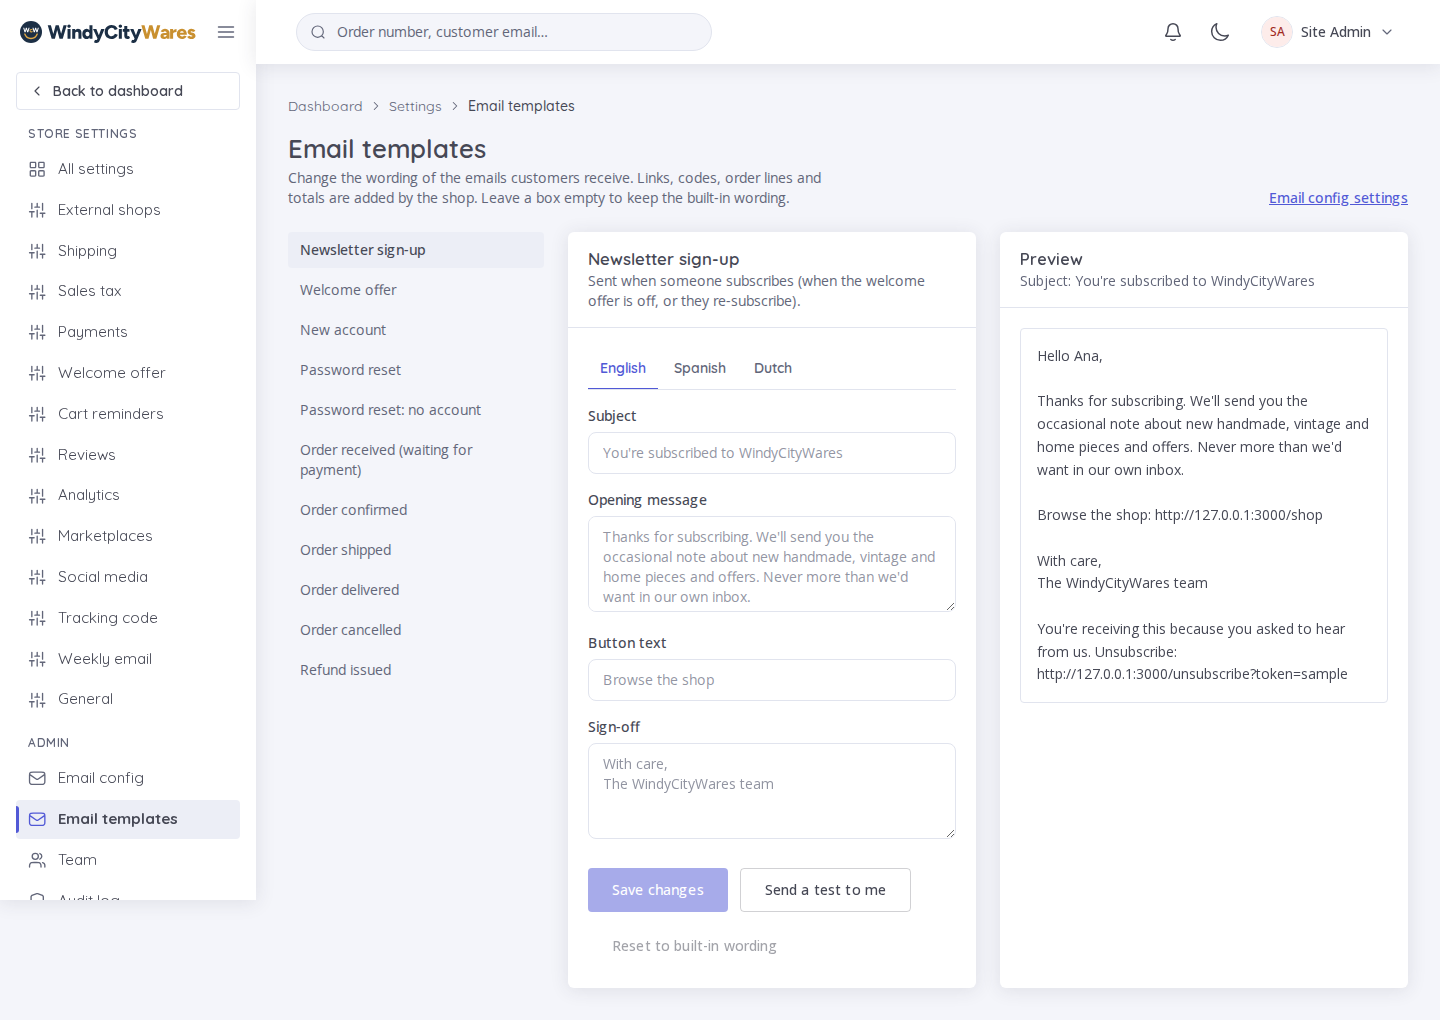 WCW WindyCityWares
Order number, customer email...
SA Site Admin
Back to dashboard
STORE SETTINGS
All settings
External shops
Shipping
Sales tax
Payments
Welcome offer
Cart reminders
Reviews
Analytics
Marketplaces
Social media
Tracking code
Weekly email
General
ADMIN
Email config
Email templates
Team
Audit log
Dashboard > Settings > Email templates
Email templates
Change the wording of the emails customers receive. Links, codes, order lines and
totals are added by the shop. Leave a box empty to keep the built-in wording.
Email config settings
Newsletter sign-up
Welcome offer
New account
Password reset
Password reset: no account
Order received (waiting for
payment)
Order confirmed
Order shipped
Order delivered
Order cancelled
Refund issued
Newsletter sign-up
Sent when someone subscribes (when the welcome
offer is off, or they re-subscribe).
English Spanish Dutch
Subject
You're subscribed to WindyCityWares
Opening message
Thanks for subscribing. We'll send you the
occasional note about new handmade, vintage and
home pieces and offers. Never more than we'd
want in our own inbox.
Button text
Browse the shop
Sign-off
With care,
The WindyCityWares team
Save changes Send a test to me
Reset to built-in wording
Preview
Subject: You're subscribed to WindyCityWares
Hello Ana,
Thanks for subscribing. We'll send you the
occasional note about new handmade, vintage and
home pieces and offers. Never more than we'd
want in our own inbox.
Browse the shop: http://127.0.0.1:3000/shop
With care,
The WindyCityWares team
You're receiving this because you asked to hear
from us. Unsubscribe:
http://127.0.0.1:3000/unsubscribe?token=sample